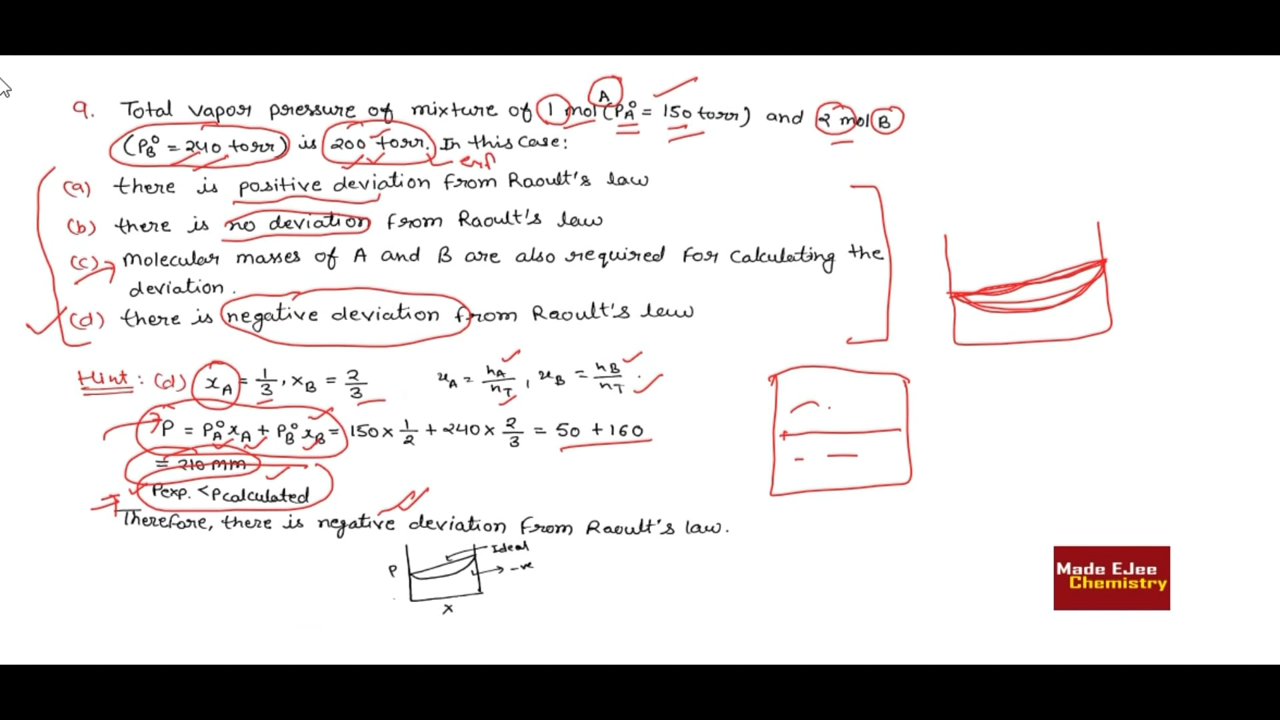 9. Total vapor pressure of mixture of 1 mol (P°A = 150 torr) and 2 mol B
A
(P°B = 240 torr) is 200 torr. In this case:
exp
(a) there is positive deviation from Raoult's law
(b) there is no deviation from Raoult's law
(c) Molecular masses of A and B are also required for calculating the
deviation.
(d) there is negative deviation from Raoult's law
Hint: (d) xA = 1/3, xB = 2/3 xA = nA/nT, xB = nB/nT.
P = P°A xA + P°B xB = 150 x 1/2 + 240 x 2/3 = 50 + 160
= 210 mm
Pexp. < Pcalculated
Therefore, there is negative deviation from Raoult's law.
Ideal
P
-ve
x
Made EJee
Chemistry